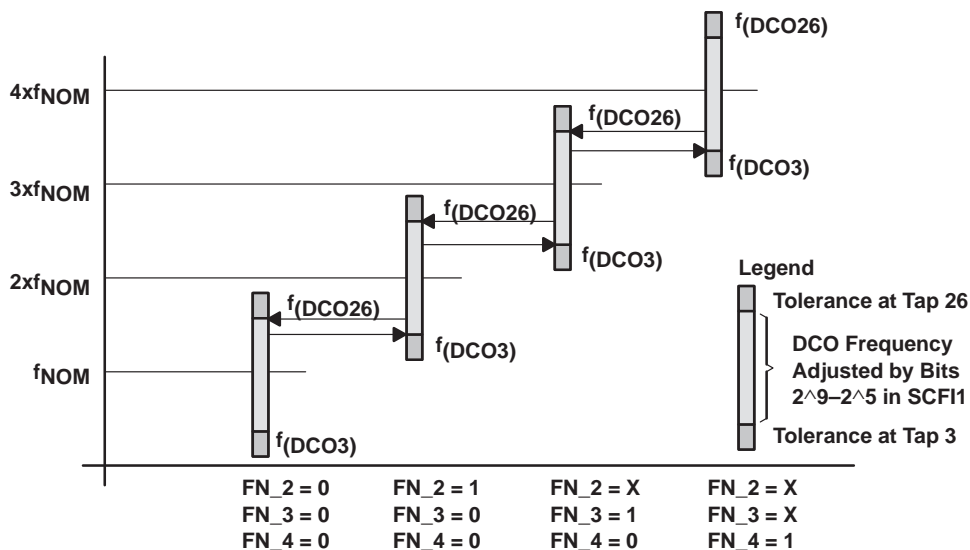 f(DCO26)
4xfNOM
f(DCO26)
f(DCO3)
3xfNOM
f(DCO26)
f(DCO3)
Legend
2xfNOM
f(DCO26)
Tolerance at Tap 26
f(DCO3)
DCO Frequency
Adjusted by Bits
2^9–2^5 in SCFI1
fNOM
f(DCO3)
Tolerance at Tap 3
FN_2 = 0 FN_2 = 1 FN_2 = X FN_2 = X
FN_3 = 0 FN_3 = 0 FN_3 = 1 FN_3 = X
FN_4 = 0 FN_4 = 0 FN_4 = 0 FN_4 = 1